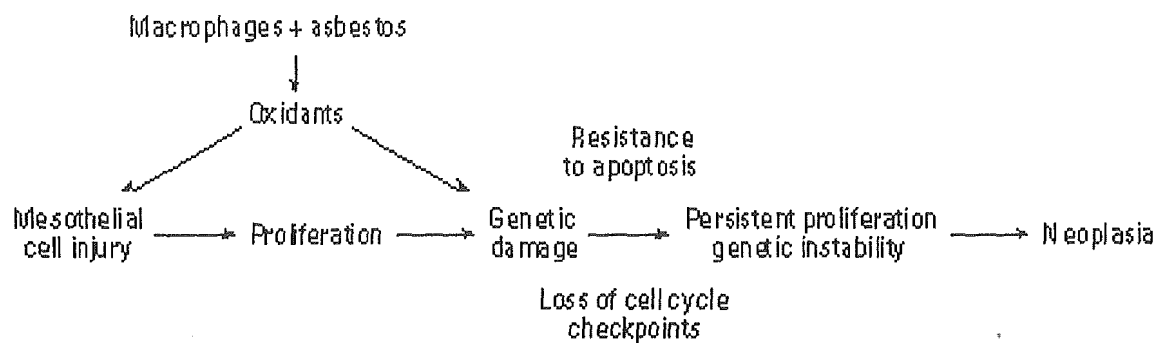 Macrophages + asbestos
Oxidants
Resistance
to apoptosis
Mesothelial
cell injury
Proliferation
Genetic
damage
Persistent proliferation
genetic instability
Neoplasia
Loss of cell cycle
checkpoints